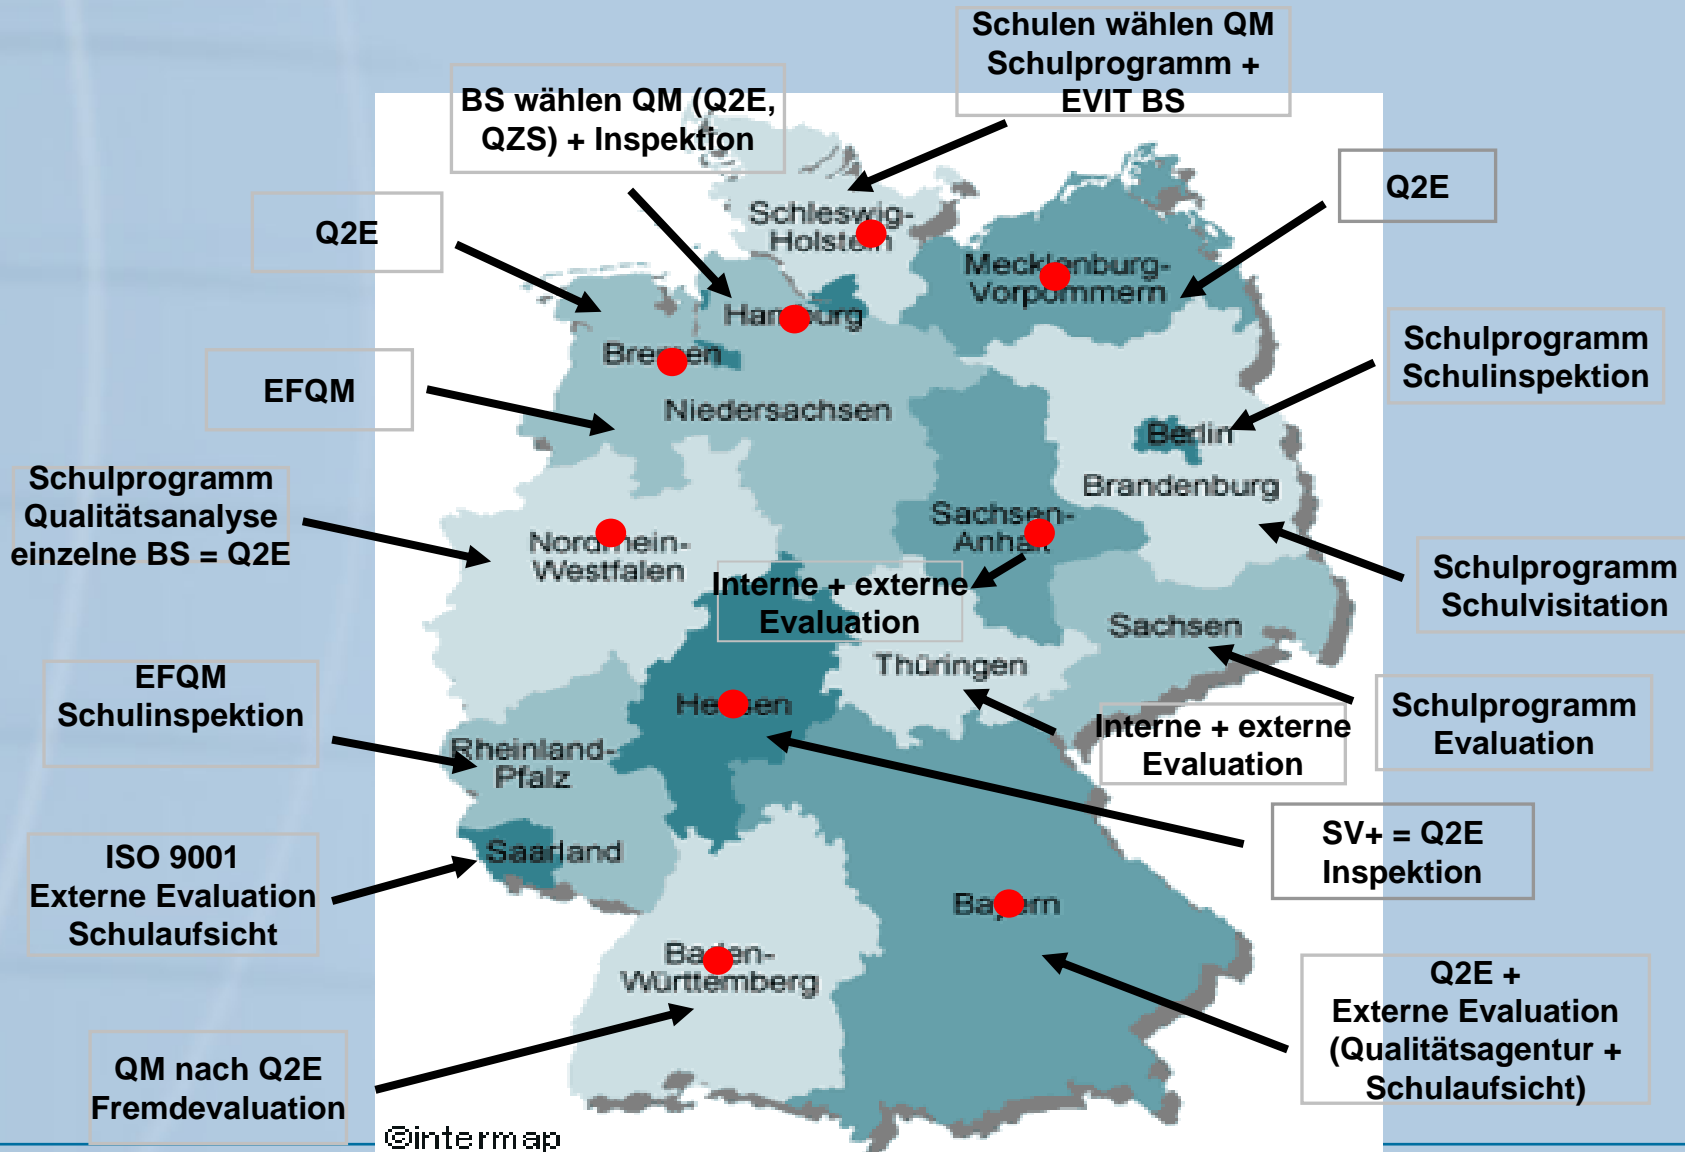 Schulen wählen QM
Schulprogramm +
EVIT BS
BS wählen QM (Q2E,
QZS) + Inspektion
Q2E
Q2E
Schleswig-
Holstein
Mecklenburg-
Vorpommern
Hamburg
Bremen
Schulprogramm
Schulinspektion
EFQM
Niedersachsen
Berlin
Brandenburg
Schulprogramm
Qualitätsanalyse
einzelne BS = Q2E
Nordrhein-
Westfalen
Sachsen-
Anhalt
Interne + externe
Evaluation
Schulprogramm
Schulvisitation
Sachsen
Thüringen
EFQM
Schulinspektion
Hessen
Interne + externe
Evaluation
Schulprogramm
Evaluation
Rheinland-
Pfalz
SV+ = Q2E
Inspektion
ISO 9001
Externe Evaluation
Schulaufsicht
Saarland
Bayern
Baden-
Württemberg
Q2E +
Externe Evaluation
(Qualitätsagentur +
Schulaufsicht)
QM nach Q2E
Fremdevaluation
©intermap